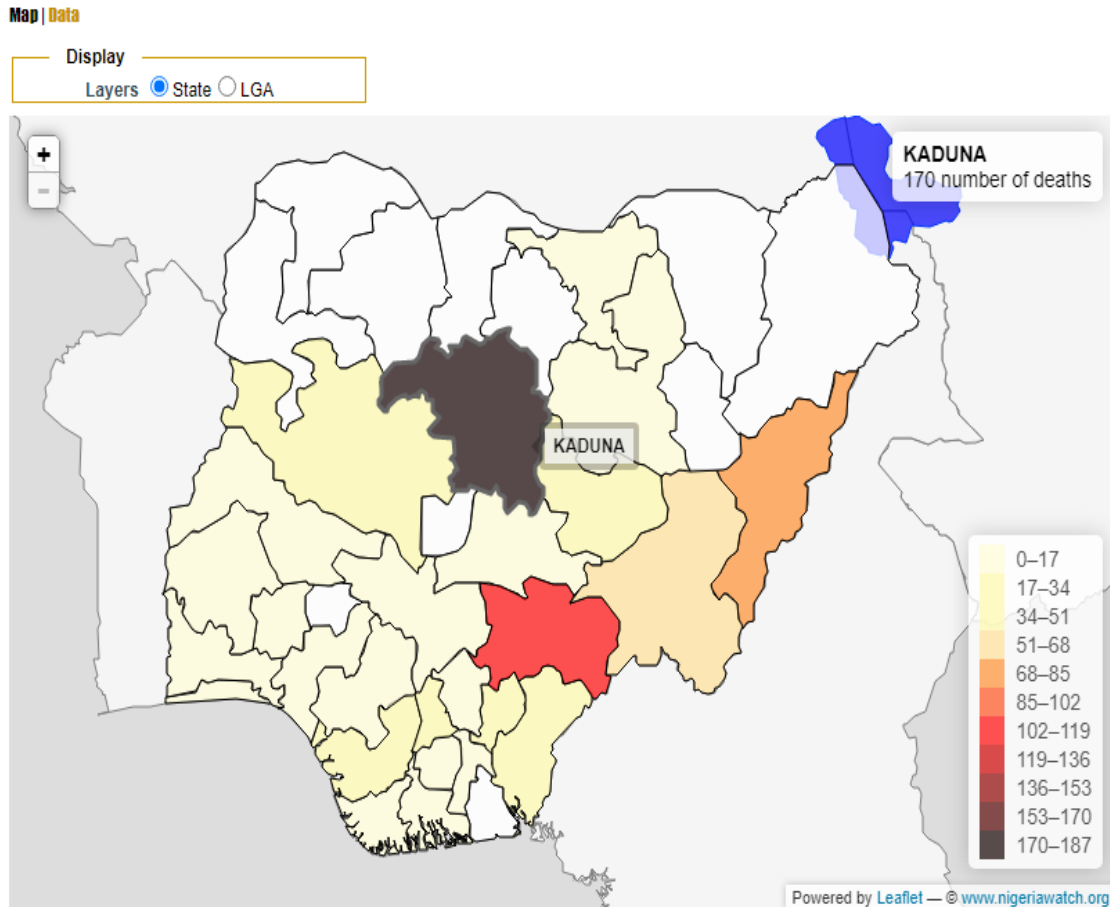 Map | Data
Display
Layers State LGA
+
−
KADUNA
170 number of deaths
KADUNA
0–17
17–34
34–51
51–68
68–85
85–102
102–119
119–136
136–153
153–170
170–187
Powered by Leaflet — © www.nigeriawatch.org